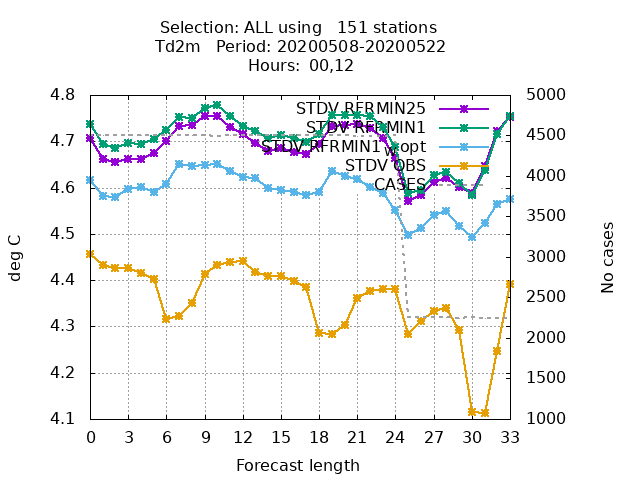 Selection: ALL using   151 stations
Td2m   Period: 20200508-20200522
Hours:  00,12
STDV RFRMIN25
STDV RFRMIN1
STDV RFRMIN1wopt
STDV OBS
CASES
4.8
4.7
4.6
4.5
4.4
4.3
4.2
4.1
deg C
5000
4500
4000
3500
3000
2500
2000
1500
1000
No cases
0 3 6 9 12 15 18 21 24 27 30 33
Forecast length